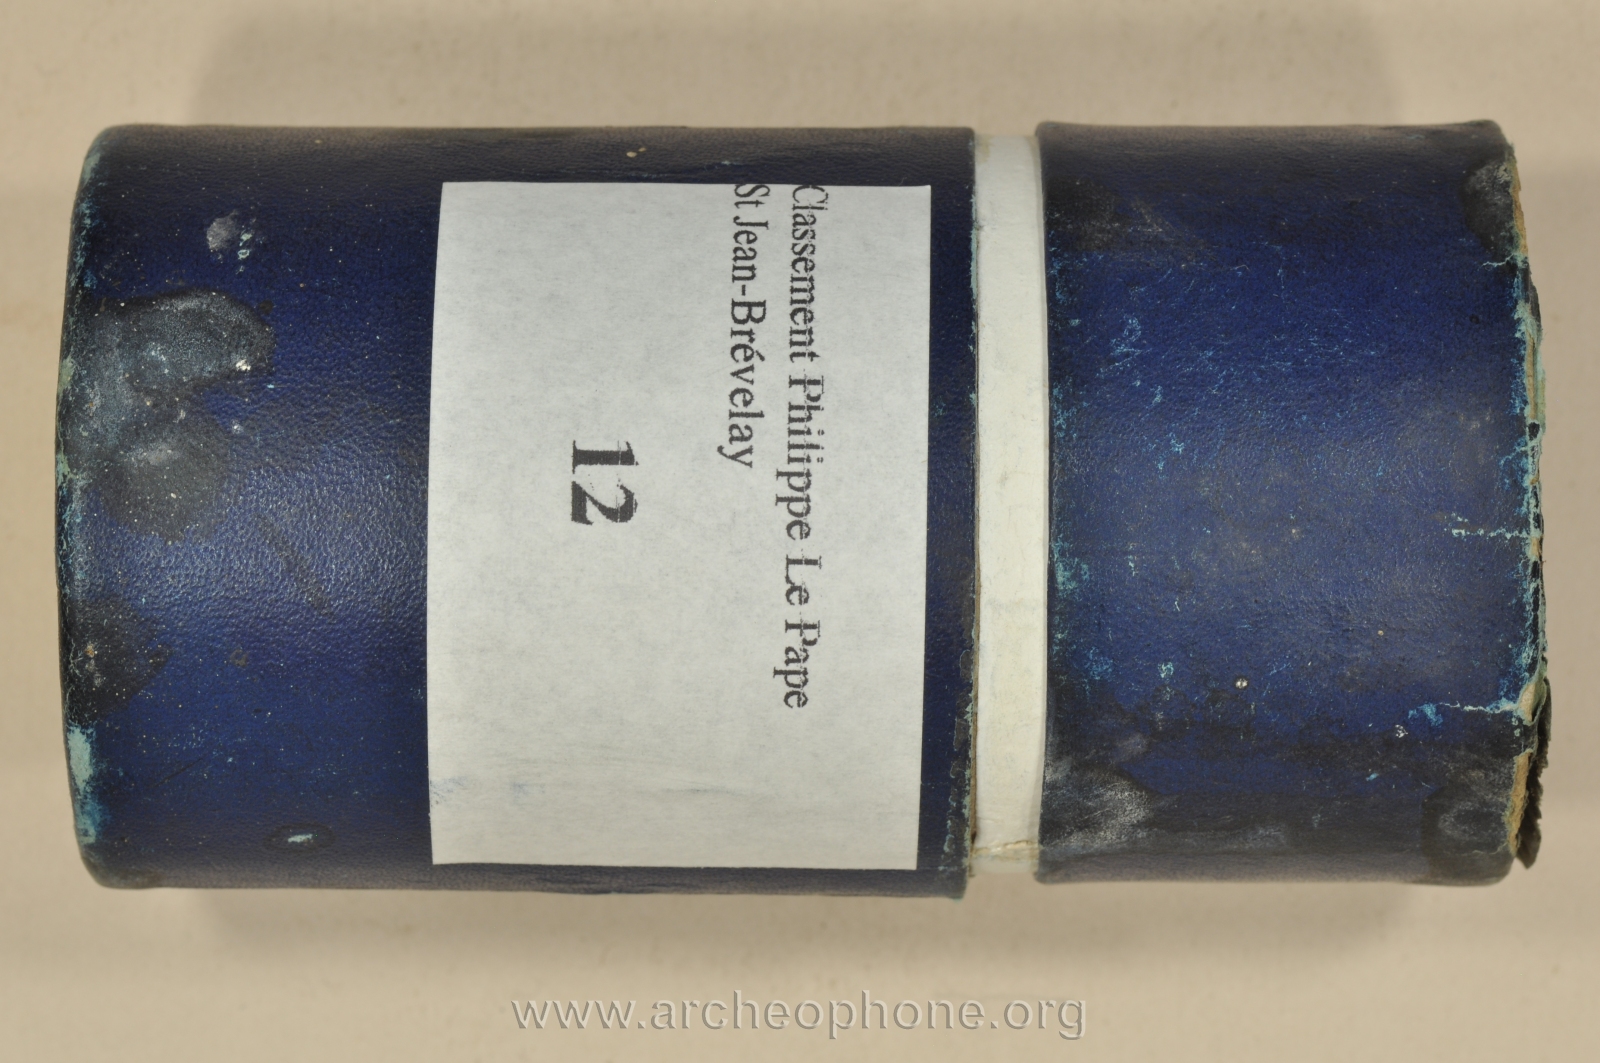 Classement Philippe Le Pape
St Jean-Brévelay
12
www.archeophone.org